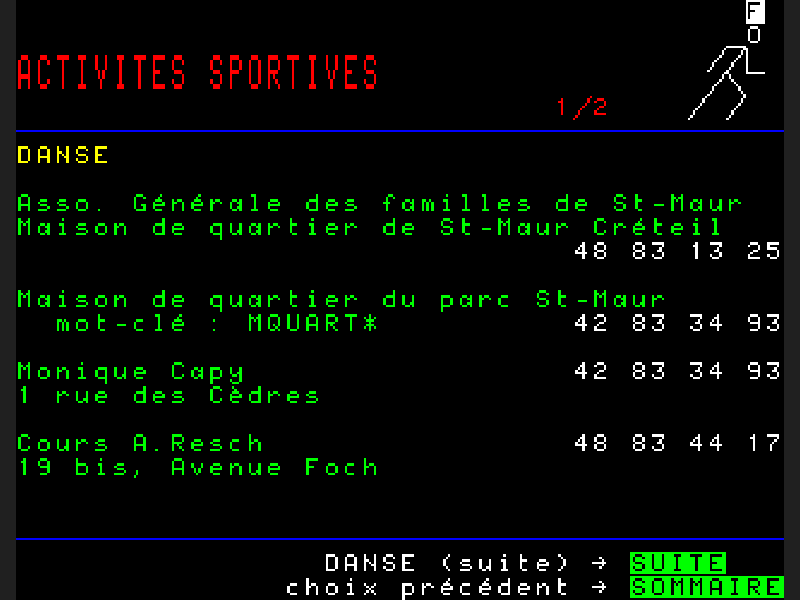 F
ACTIVITES SPORTIVES
1/2
DANSE
Asso. Générale des familles de St-Maur
Maison de quartier de St-Maur Créteil
48 83 13 25
Maison de quartier du parc St-Maur
mot-clé : MQUART* 42 83 34 93
Monique Capy 42 83 34 93
1 rue des Cèdres
Cours A.Resch 48 83 44 17
19 bis, Avenue Foch
DANSE (suite) → SUITE
choix précédent → SOMMAIRE